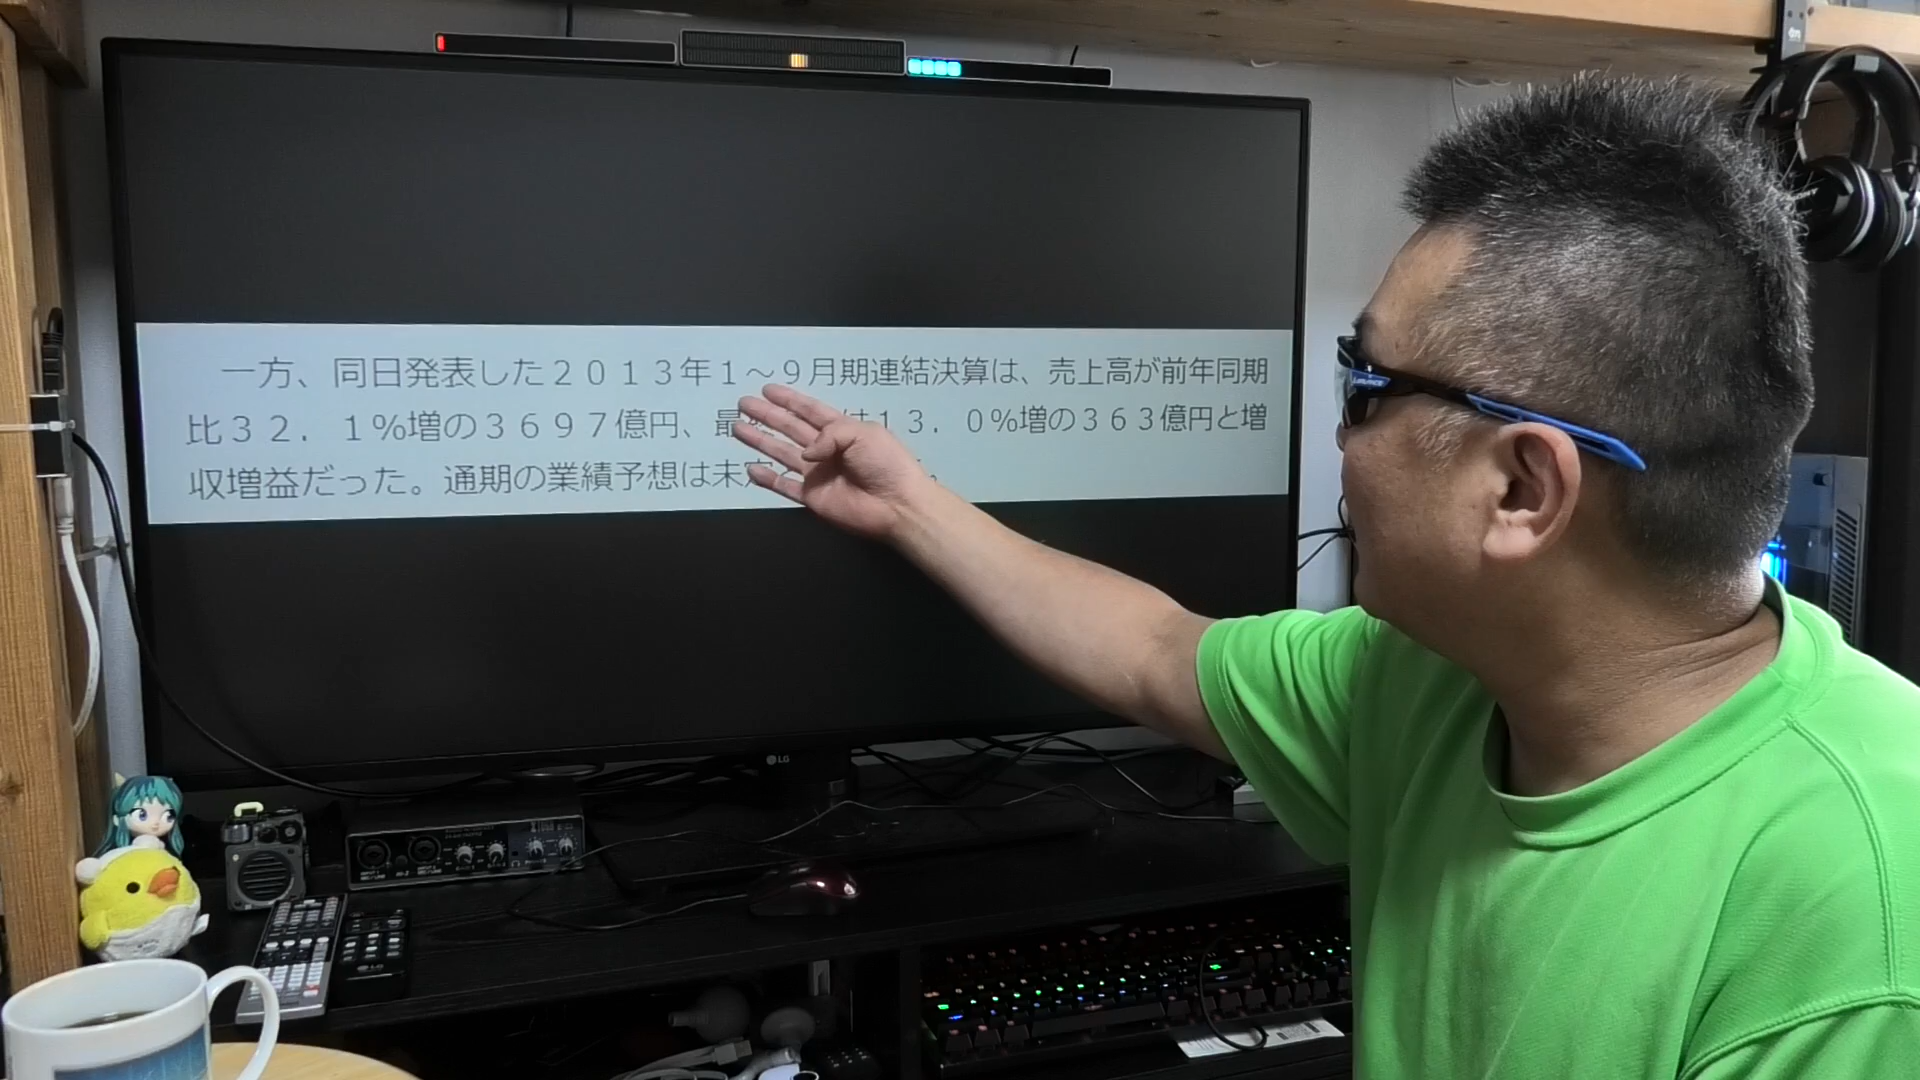 一方、同日発表した２０１３年１～９月期連結決算は、売上高が前年同期
比３２．１％増の３６９７億円、最　　　は１３．０％増の３６３億円と増
収増益だった。通期の業績予想は未定　　　。
LG
LG